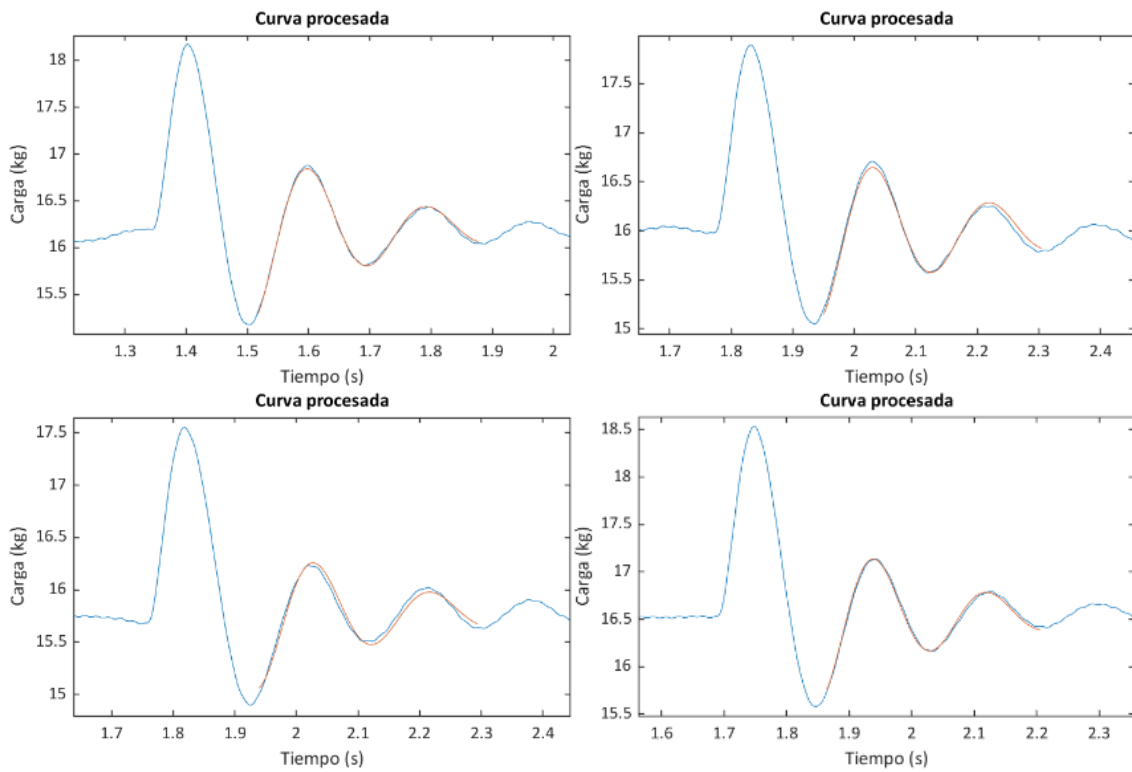 Curva procesada
Carga (kg)
18
17.5
17
16.5
16
15.5
1.3 1.4 1.5 1.6 1.7 1.8 1.9 2
Tiempo (s)
Curva procesada
Carga (kg)
17.5
17
16.5
16
15.5
15
1.7 1.8 1.9 2 2.1 2.2 2.3 2.4
Tiempo (s)
Curva procesada
Carga (kg)
17.5
17
16.5
16
15.5
15
1.7 1.8 1.9 2 2.1 2.2 2.3 2.4
Tiempo (s)
Curva procesada
Carga (kg)
18.5
18
17.5
17
16.5
16
15.5
1.6 1.7 1.8 1.9 2 2.1 2.2 2.3
Tiempo (s)